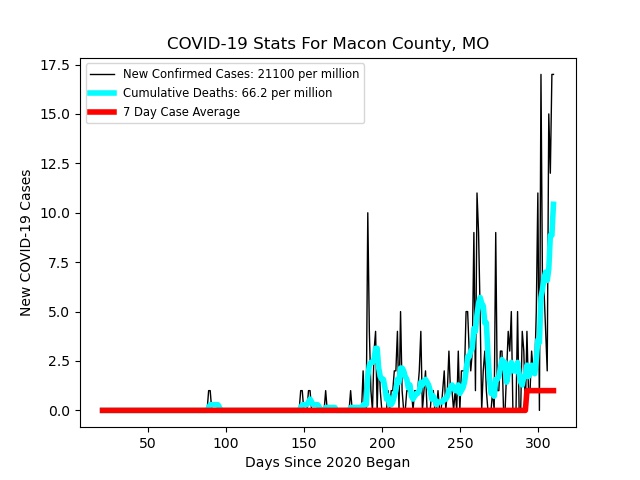 COVID-19 Stats For Macon County, MO
New Confirmed Cases: 21100 per million
Cumulative Deaths: 66.2 per million
7 Day Case Average
17.5
15.0
12.5
10.0
7.5
5.0
2.5
0.0
New COVID-19 Cases
50 100 150 200 250 300
Days Since 2020 Began